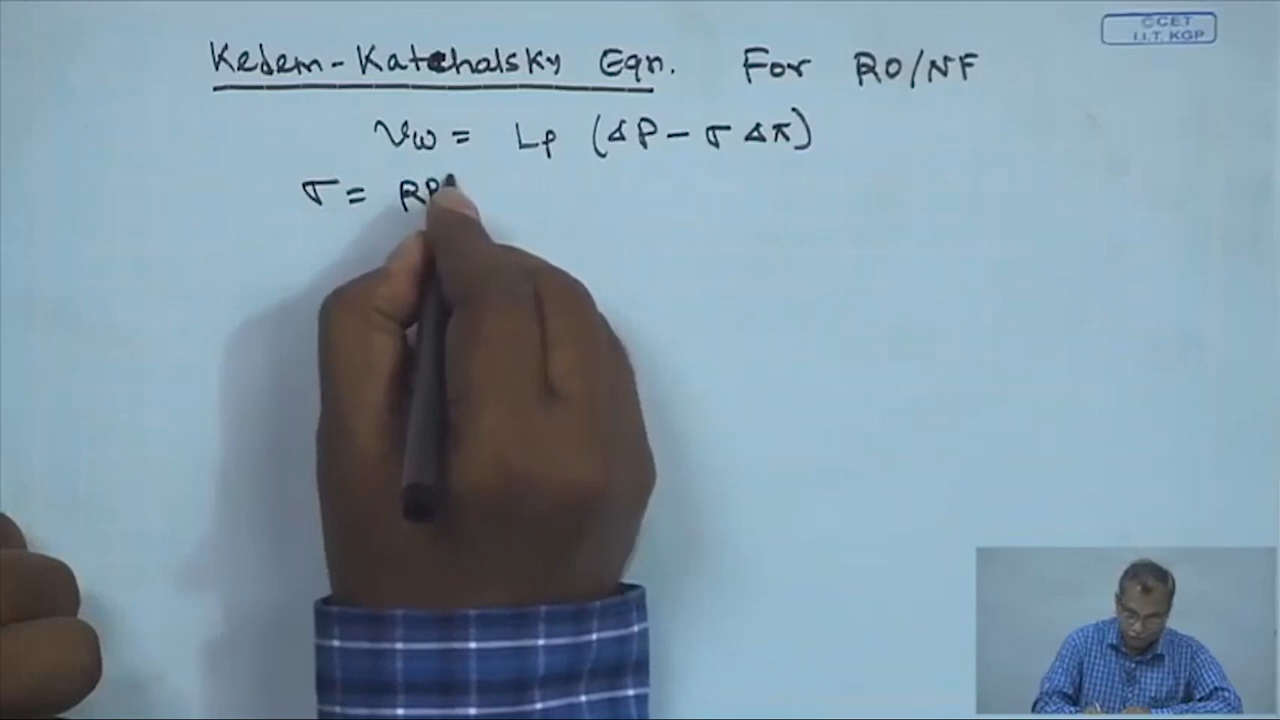 CCET
I.I.T. KGP
Kedem-Katchalsky Eqn. For RO/NF
Vw = Lp (ΔP - σ Δπ)
σ =